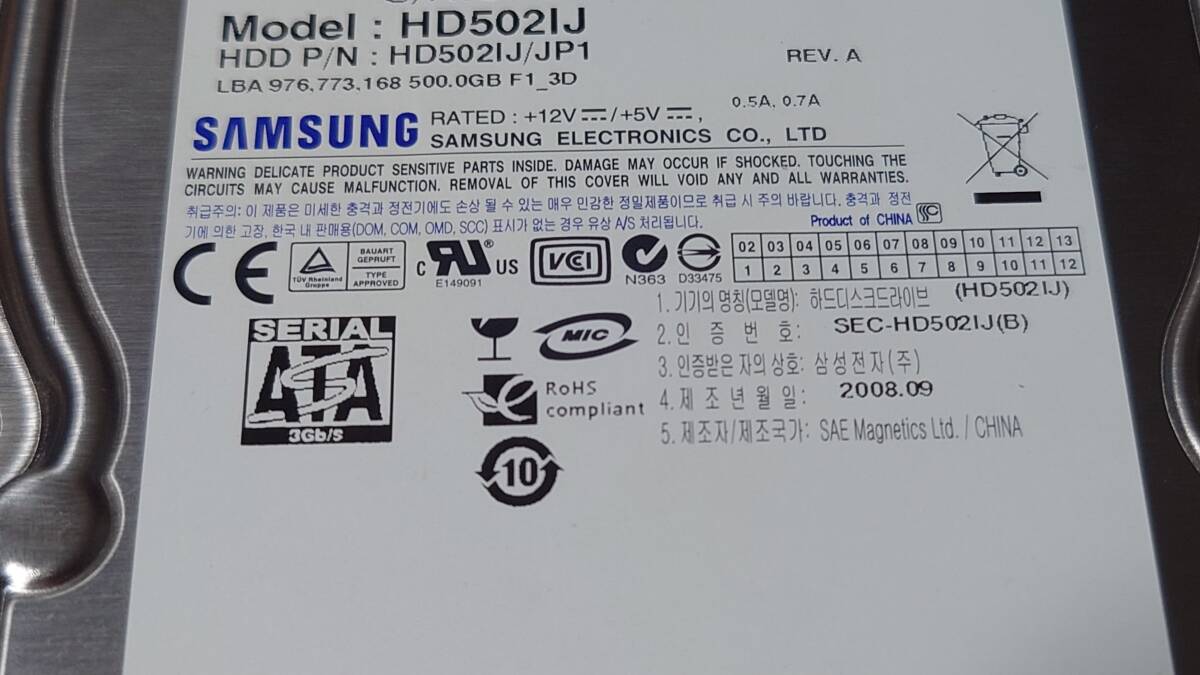 Model : HD502IJ
HDD P/N : HD502IJ/JP1
REV. A
LBA 976,773,168 500.0GB F1_3D
SAMSUNG
RATED : +12V /+5V , 0.5A, 0.7A
SAMSUNG ELECTRONICS CO., LTD
WARNING DELICATE PRODUCT SENSITIVE PARTS INSIDE. DAMAGE MAY OCCUR IF SHOCKED. TOUCHING THE
CIRCUITS MAY CAUSE MALFUNCTION. REMOVAL OF THIS COVER WILL VOID ANY AND ALL WARRANTIES.
취급주의: 이 제품은 미세한 충격과 정전기에도 손상 될 수 있는 매우 민감한 정밀제품이므로 취급 시 주의 바랍니다. 충격과 정전
기에 의한 고장, 한국 내 판매용(DOM, COM, OMD, SCC) 표시가 없는 경우 유상 A/S 처리됩니다.
Product of CHINA
CE
TÜV Rheinland
Gruppe
BAUART
GEPRUFT
TYPE
APPROVED
c RU ® US
E149091
VCI
N363
D33475
02 03 04 05 06 07 08 09 10 11 12 13
1 2 3 4 5 6 7 8 9 10 11 12
1. 기기의 명칭(모델명): 하드디스크드라이브 (HD502IJ)
2. 인 증 번 호: SEC-HD502IJ(B)
3. 인증받은 자의 상호: 삼성전자(주)
4. 제 조 년 월 일: 2008.09
5. 제조자/제조국가: SAE Magnetics Ltd. / CHINA
SERIAL
ATA
3Gb/s
MIC
RoHS
compliant
10